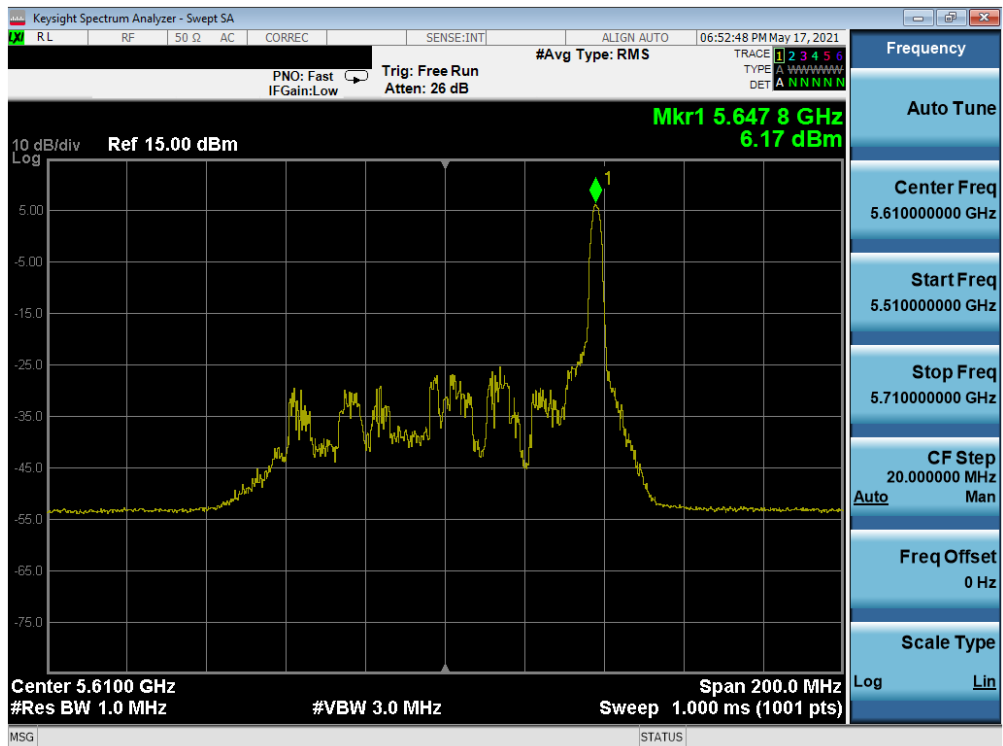 Keysight Spectrum Analyzer - Swept SA
LXI RL RF 50 Ω AC CORREC SENSE:INT ALIGN AUTO 06:52:48 PM May 17, 2021
#Avg Type: RMS TRACE 1 2 3 4 5 6
PNO: Fast Trig: Free Run TYPE A WWWWW
IFGain:Low Atten: 26 dB DET A N N N N N
Mkr1 5.647 8 GHz
10 dB/div Ref 15.00 dBm 6.17 dBm
Log
1
5.00
-5.00
-15.0
-25.0
-35.0
-45.0
-55.0
-65.0
-75.0
Center 5.6100 GHz Span 200.0 MHz
#Res BW 1.0 MHz #VBW 3.0 MHz Sweep 1.000 ms (1001 pts)
MSG STATUS
Frequency
Auto Tune
Center Freq
5.610000000 GHz
Start Freq
5.510000000 GHz
Stop Freq
5.710000000 GHz
CF Step
20.000000 MHz
Auto Man
Freq Offset
0 Hz
Scale Type
Log Lin